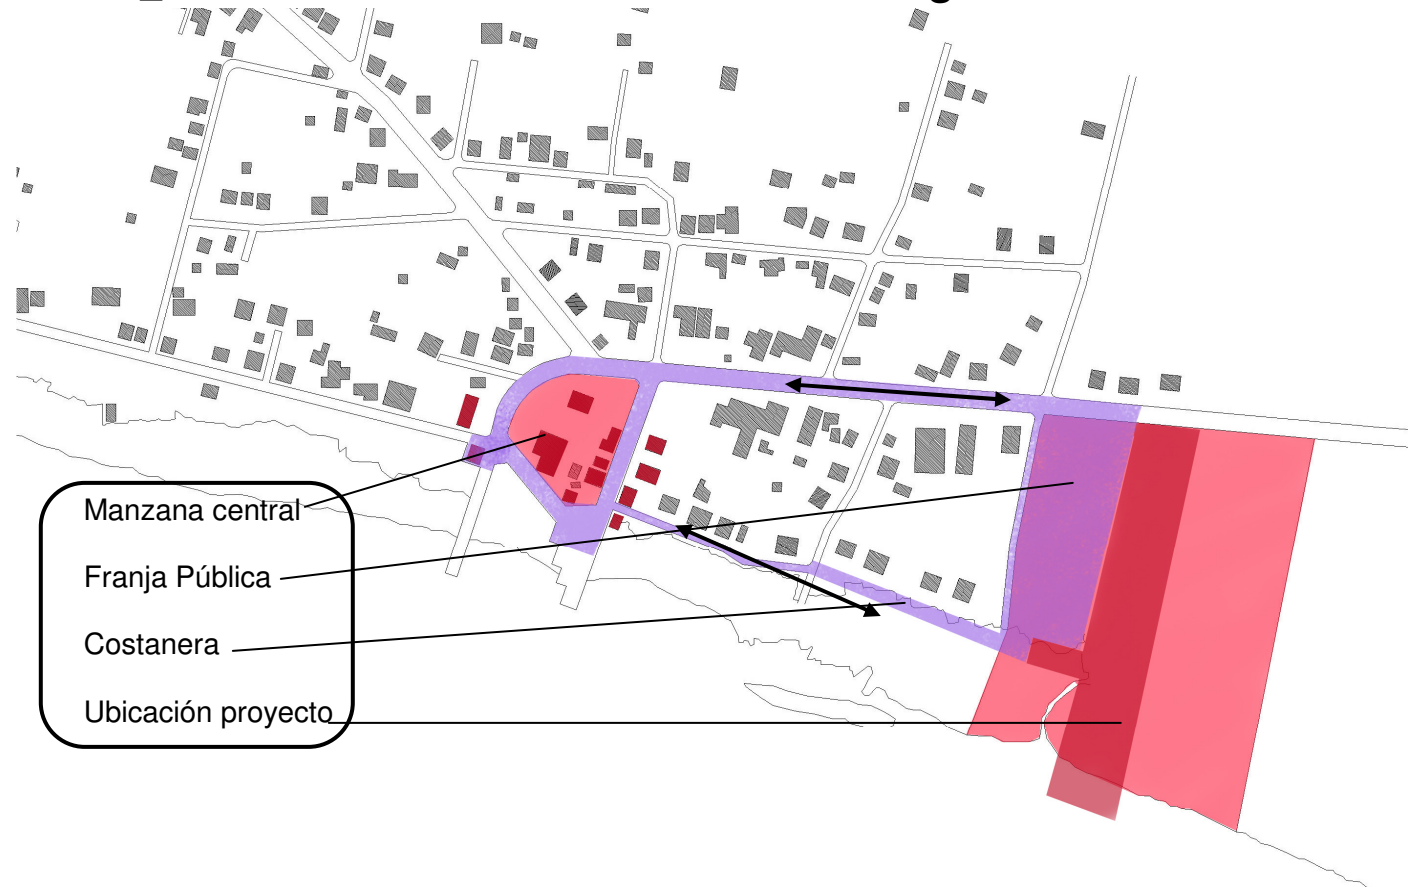 Manzana central
Franja Pública
Costanera
Ubicación proyecto